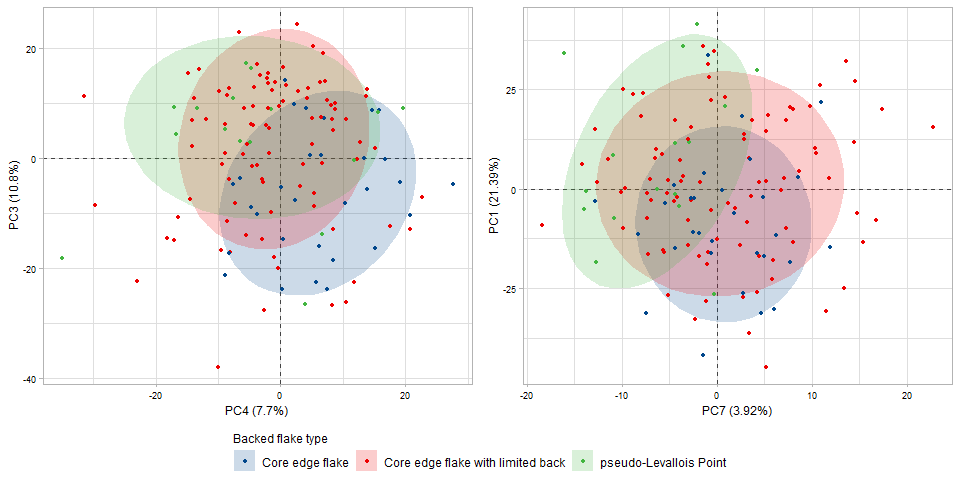 20
0
-20
-40
-20
0
20
PC3 (10.8%)
PC4 (7.7%)
25
0
-25
-20
-10
0
10
20
PC1 (21.39%)
PC7 (3.92%)
Backed flake type
Core edge flake
Core edge flake with limited back
pseudo-Levallois Point